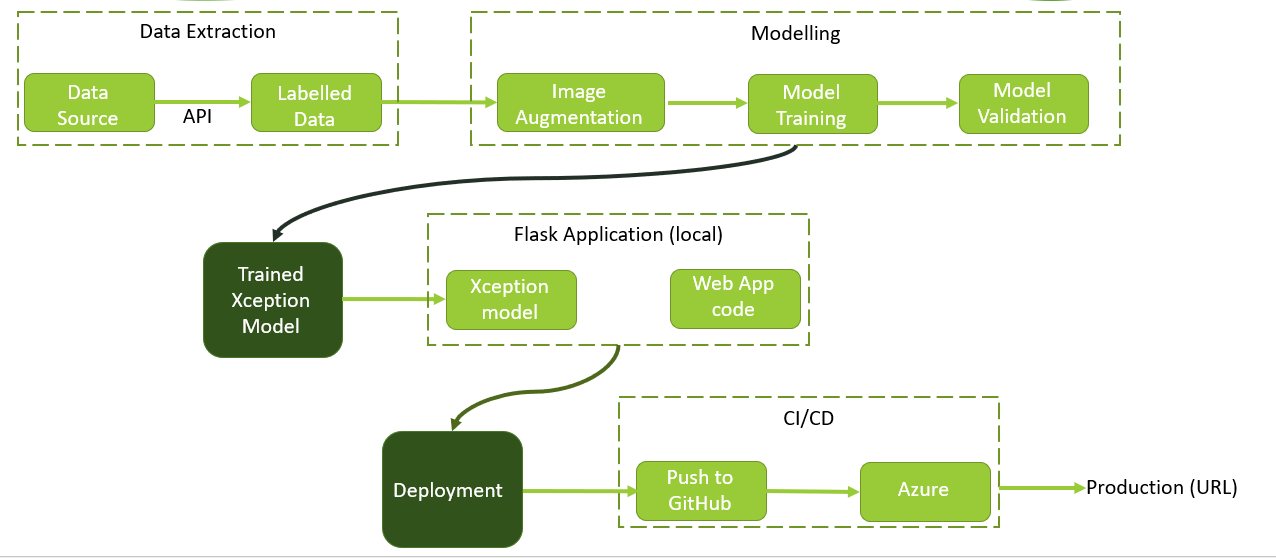 Data Extraction
Modelling
Data
Source
API
Labelled
Data
Image
Augmentation
Model
Training
Model
Validation
Trained
Xception
Model
Flask Application (local)
Xception
model
Web App
code
Deployment
CI/CD
Push to
GitHub
Azure
Production (URL)